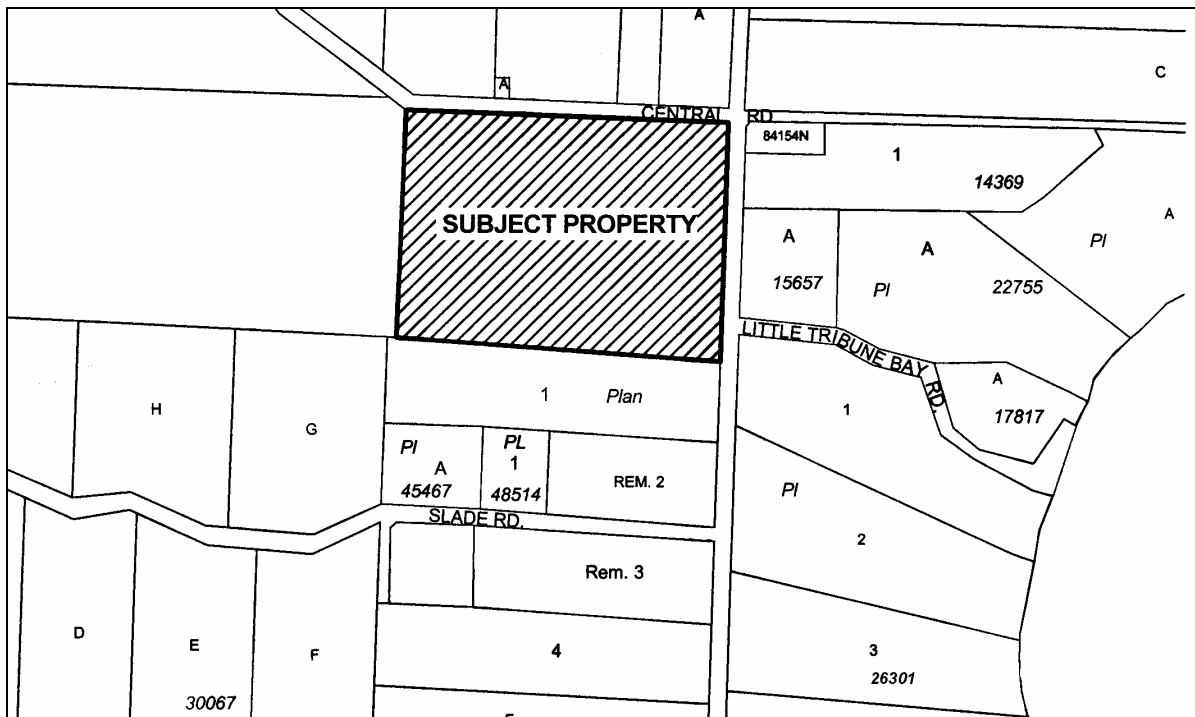 A
C
A
CENTRAL RD
84154N
1
14369
SUBJECT PROPERTY
A
A
A
Pl
15657
Pl
22755
LITTLE TRIBUNE BAY RD.
A
17817
1
Plan
1
H
G
Pl
A
45467
PL
1
48514
REM. 2
Pl
SLADE RD.
2
Rem. 3
D
E
F
4
3
26301
30067